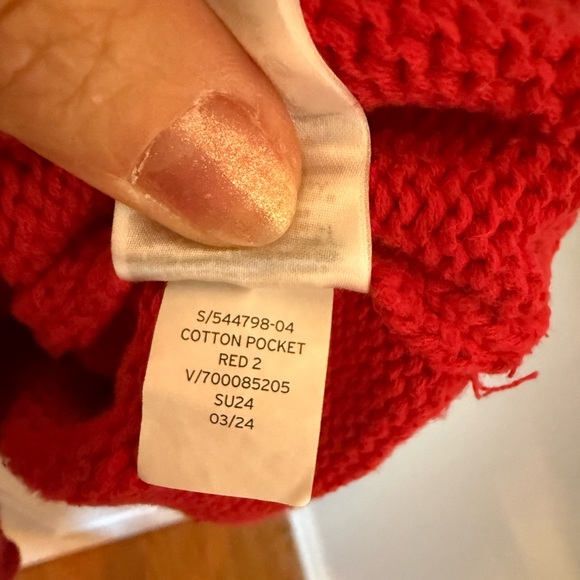 S/544798-04
COTTON POCKET
RED 2
V/700085205
SU24
03/24